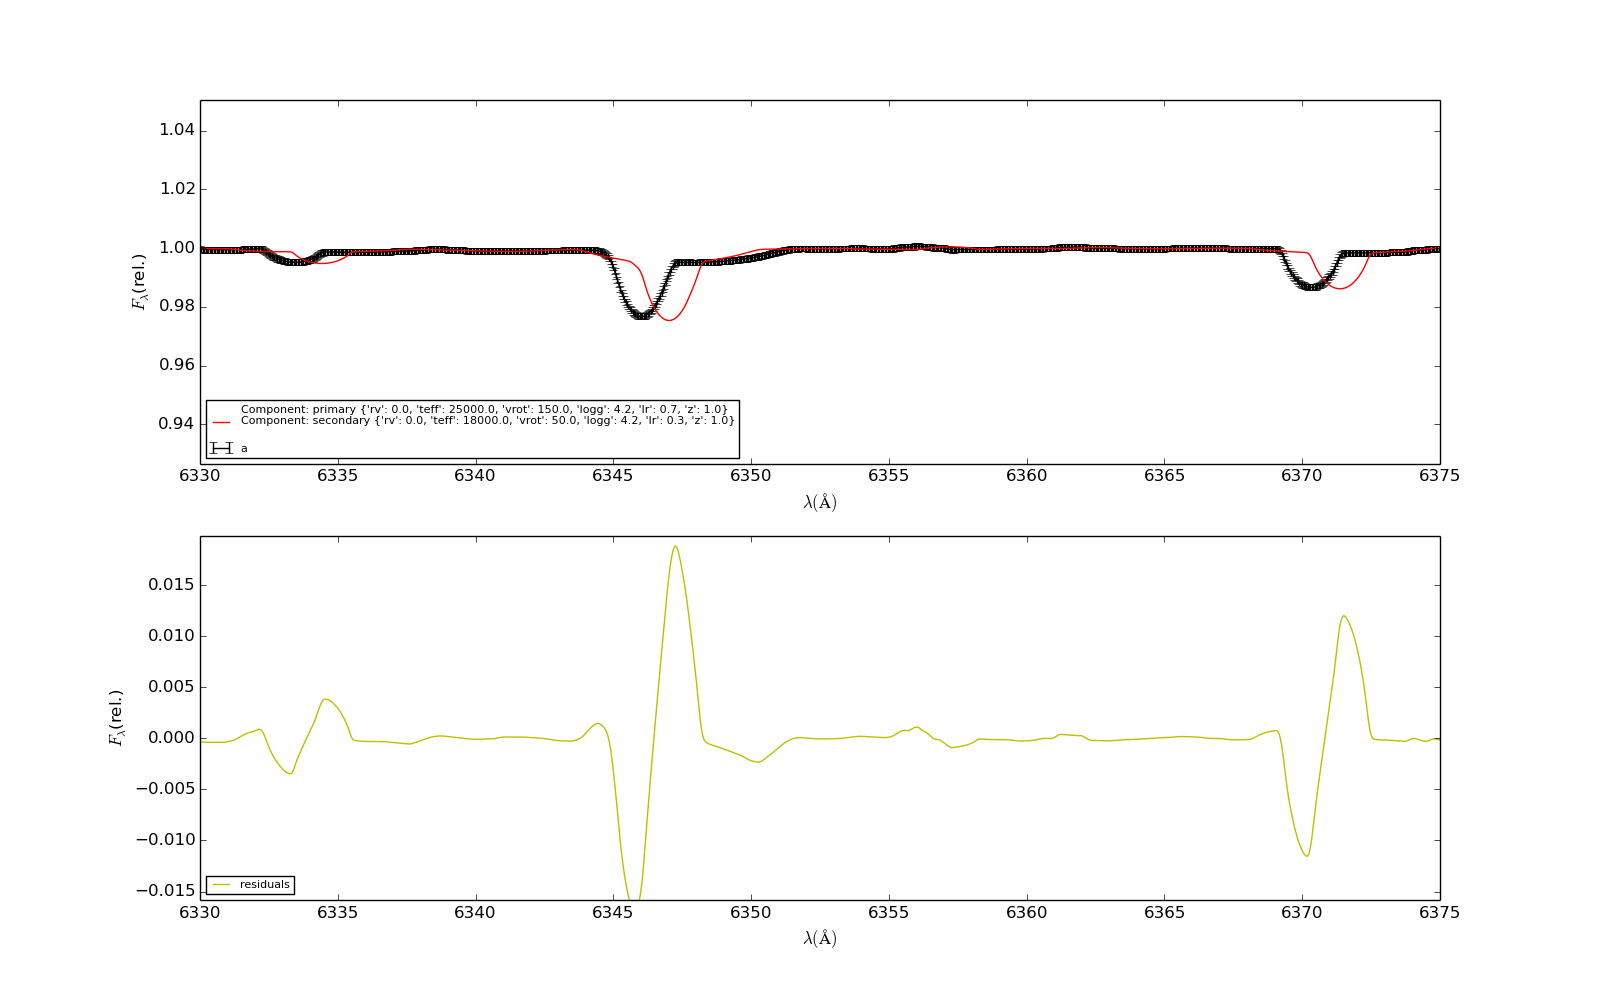 1.04
1.02
1.00
0.98
0.96
0.94
Fλ(rel.)
Component: primary {'rv': 0.0, 'teff': 25000.0, 'vrot': 150.0, 'logg': 4.2, 'lr': 0.7, 'z': 1.0}
Component: secondary {'rv': 0.0, 'teff': 18000.0, 'vrot': 50.0, 'logg': 4.2, 'lr': 0.3, 'z': 1.0}
a
6330 6335 6340 6345 6350 6355 6360 6365 6370 6375
λ(Å)
0.015
0.010
0.005
0.000
−0.005
−0.010
−0.015
Fλ(rel.)
residuals
6330 6335 6340 6345 6350 6355 6360 6365 6370 6375
λ(Å)